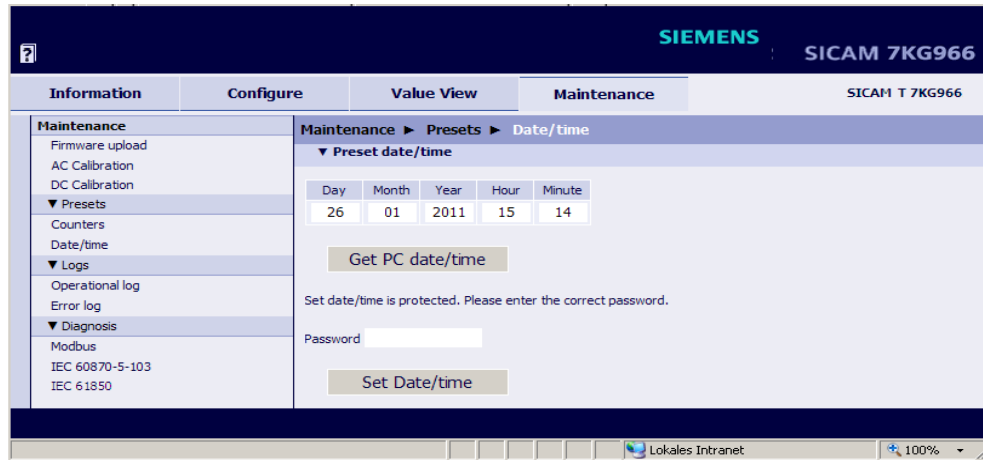 SIEMENS
SICAM 7KG966
Information Configure Value View Maintenance SICAM T 7KG966
Maintenance
Firmware upload
AC Calibration
DC Calibration
▼ Presets
Counters
Date/time
▼ Logs
Operational log
Error log
▼ Diagnosis
Modbus
IEC 60870-5-103
IEC 61850
Maintenance ► Presets ► Date/time
▼ Preset date/time
Day Month Year Hour Minute
26 01 2011 15 14
Get PC date/time
Set date/time is protected. Please enter the correct password.
Password
Set Date/time
Lokales Intranet 100%